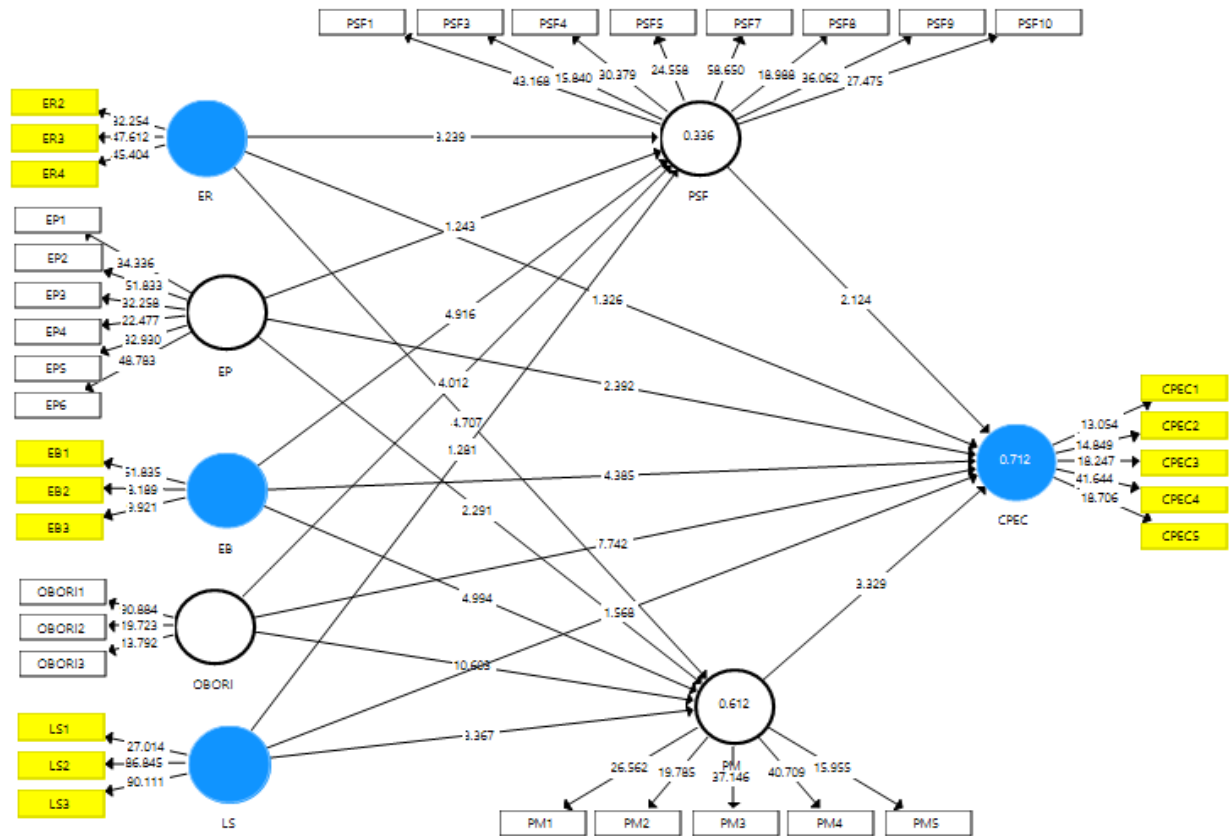 PSF1 PSF3 PSF4 PSF5 PSF7 PSF8 PSF9 PSF10
43.168 15.840 30.379 24.558 58.650 18.988 36.062 27.475
ER2
ER3
ER4
32.254
47.612
45.404
ER
3.239
0.336
PSF
EP1
EP2
EP3
EP4
EP5
EP6
34.336
51.833
32.258
22.477
32.930
48.783
EP
1.243
1.326
2.124
4.916
2.392
4.012
4.707
1.281
EB1
EB2
EB3
51.835
3.189
9.921
EB
4.385
2.291
0.712
CPEC
13.054
14.849
18.247
41.644
18.706
CPEC1
CPEC2
CPEC3
CPEC4
CPEC5
7.742
4.994
1.568
3.329
OBORI1
OBORI2
OBORI3
19.723
13.792
OBORI
LS1
LS2
LS3
27.014
86.845
90.111
LS
3.367
0.612
PM
26.562 19.785 37.146 40.709 15.955
PM1 PM2 PM3 PM4 PM5